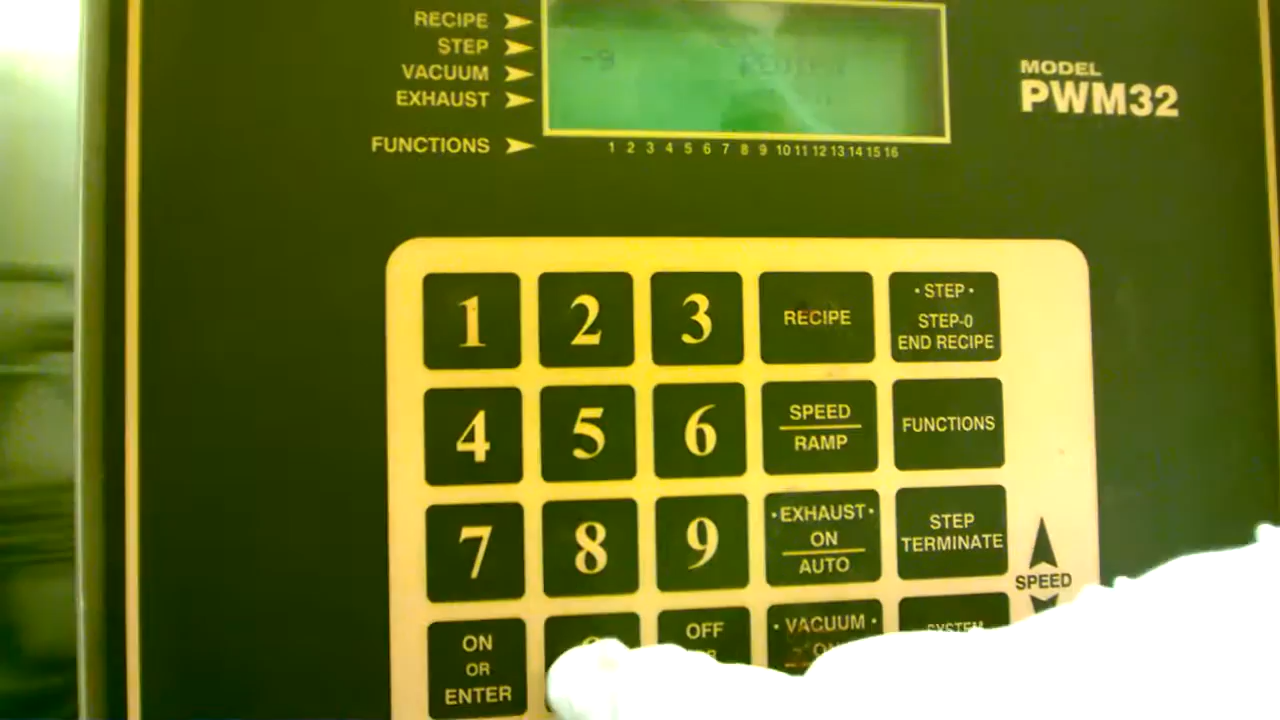 RECIPE
STEP
VACUUM
EXHAUST
FUNCTIONS
1 2 3 4 5 6 7 8 9 10 11 12 13 14 15 16
MODEL
PWM32
1
2
3
RECIPE
• STEP •
STEP-0
END RECIPE
4
5
6
SPEED
RAMP
FUNCTIONS
7
8
9
• EXHAUST •
ON
AUTO
STEP
TERMINATE
SPEED
ON
OR
ENTER
OFF
• VACUUM •
SYSTEM